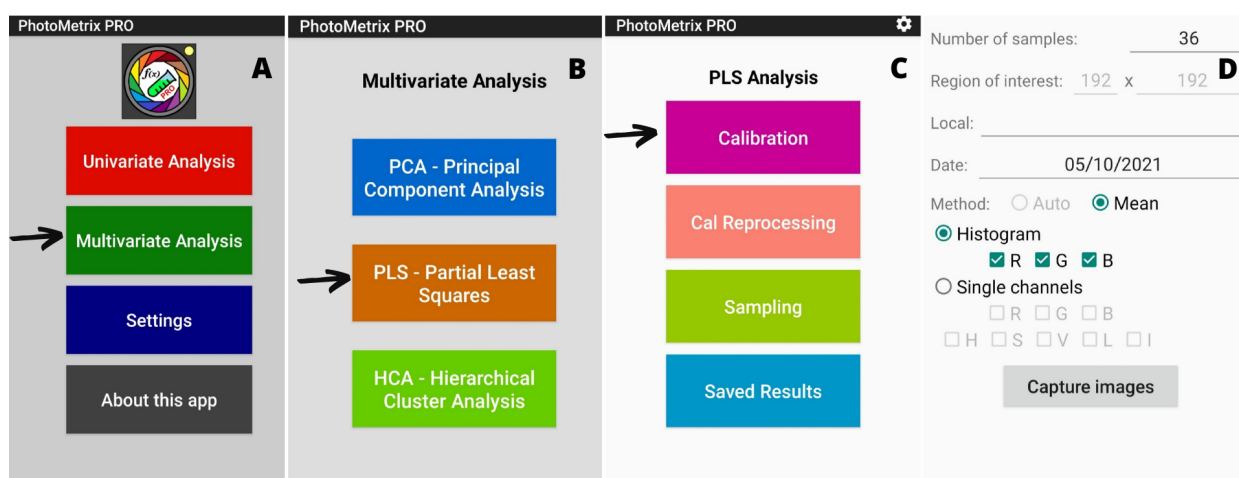 PhotoMetrix PRO
A
f(x)
PRO
Univariate Analysis
Multivariate Analysis
Settings
About this app
PhotoMetrix PRO
B
Multivariate Analysis
PCA - Principal
Component Analysis
PLS - Partial Least
Squares
HCA - Hierarchical
Cluster Analysis
PhotoMetrix PRO
C
PLS Analysis
Calibration
Cal Reprocessing
Sampling
Saved Results
Number of samples: 36
D
Region of interest: 192 x 192
Local:
Date: 05/10/2021
Method: Auto Mean
Histogram
R G B
Single channels
R G B
H S V L I
Capture images